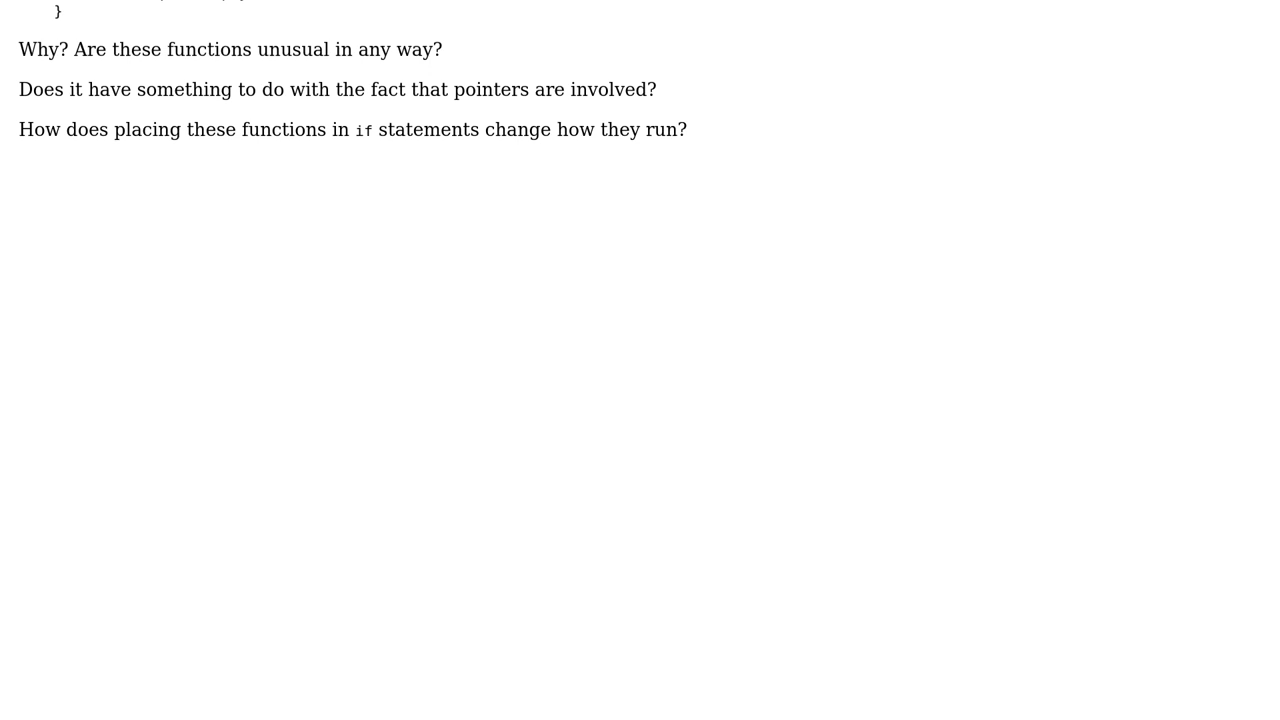 }
Why? Are these functions unusual in any way?
Does it have something to do with the fact that pointers are involved?
How does placing these functions in if statements change how they run?